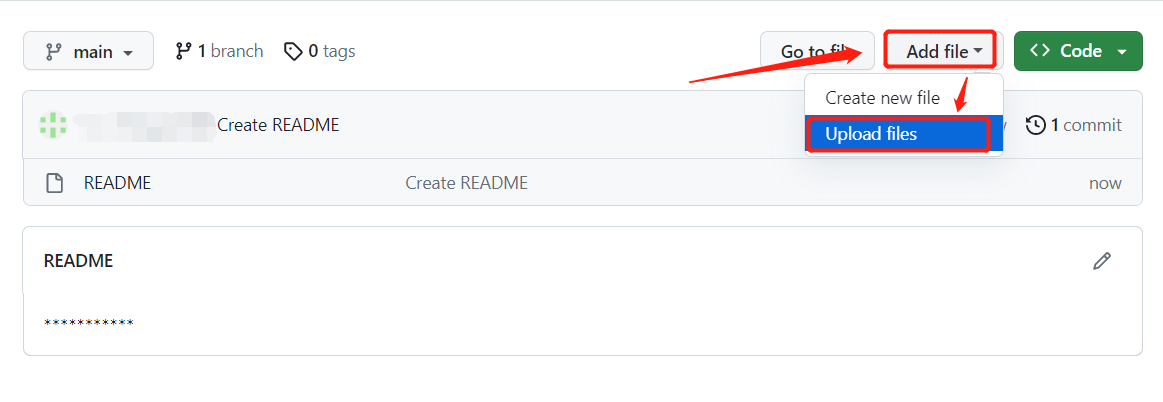 main 1 branch 0 tags Go to fil Add file Code
Create new file
Create README 1 commit
Upload files
README Create README now
README
***********